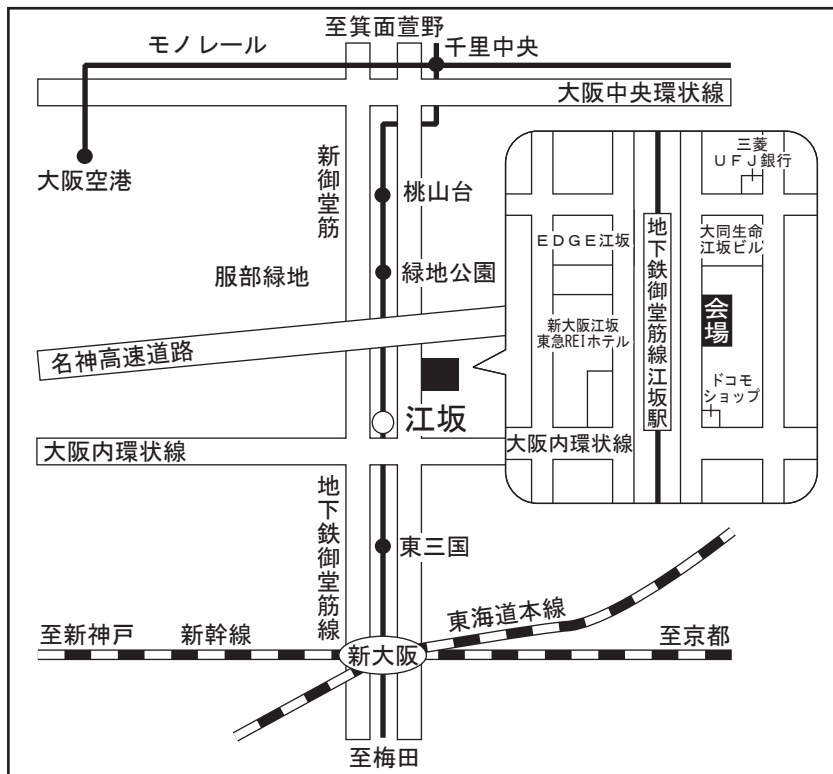 至箕面萱野
モノレール
千里中央
大阪中央環状線
大阪空港
新御堂筋
桃山台
服部緑地
緑地公園
名神高速道路
江坂
大阪内環状線
地下鉄御堂筋線
東三国
東海道本線
至新神戸
新幹線
新大阪
至京都
至梅田
三菱
ＵＦＪ銀行
ＥＤＧＥ江坂
大同生命
江坂ビル
地下鉄御堂筋線江坂駅
会場
新大阪江坂
東急REIホテル
ドコモ
ショップ
大阪内環状線